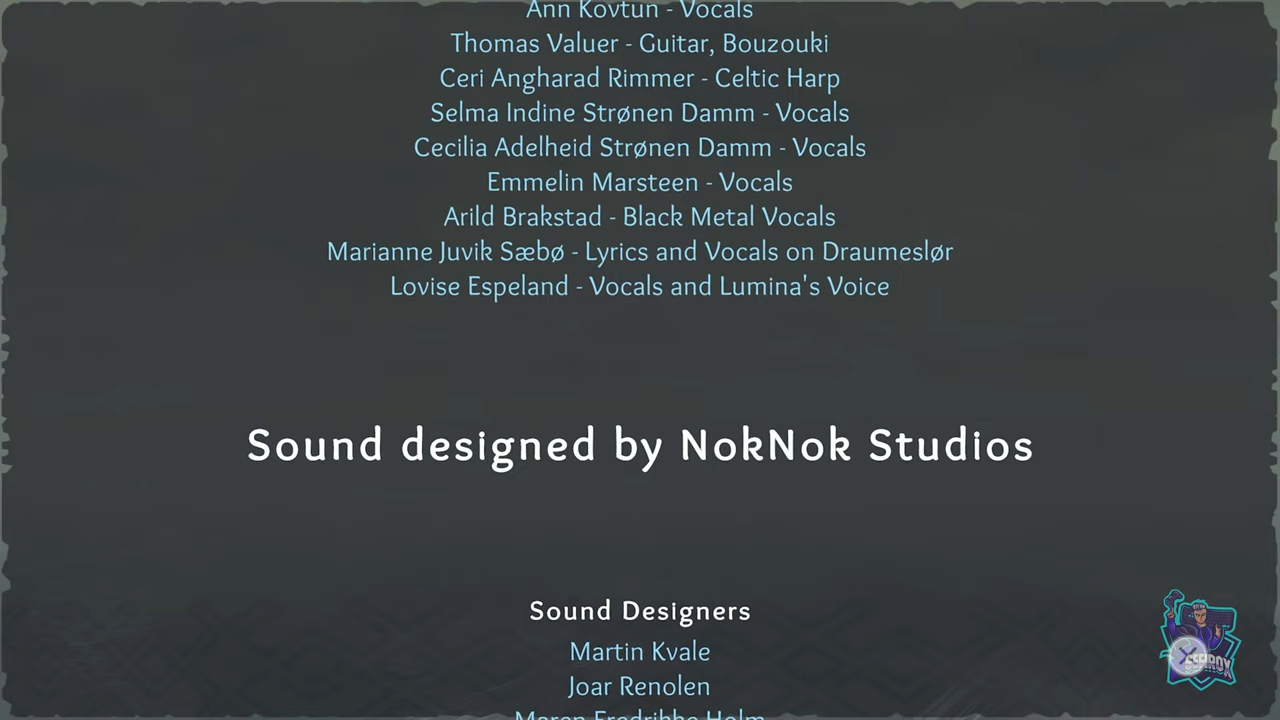 Ann Kovtun - Vocals
Thomas Valuer - Guitar, Bouzouki
Ceri Angharad Rimmer - Celtic Harp
Selma Indine Strønen Damm - Vocals
Cecilia Adelheid Strønen Damm - Vocals
Emmelin Marsteen - Vocals
Arild Brakstad - Black Metal Vocals
Marianne Juvik Sæbø - Lyrics and Vocals on Draumeslør
Lovise Espeland - Vocals and Lumina's Voice
Sound designed by NokNok Studios
Sound Designers
Martin Kvale
Joar Renolen